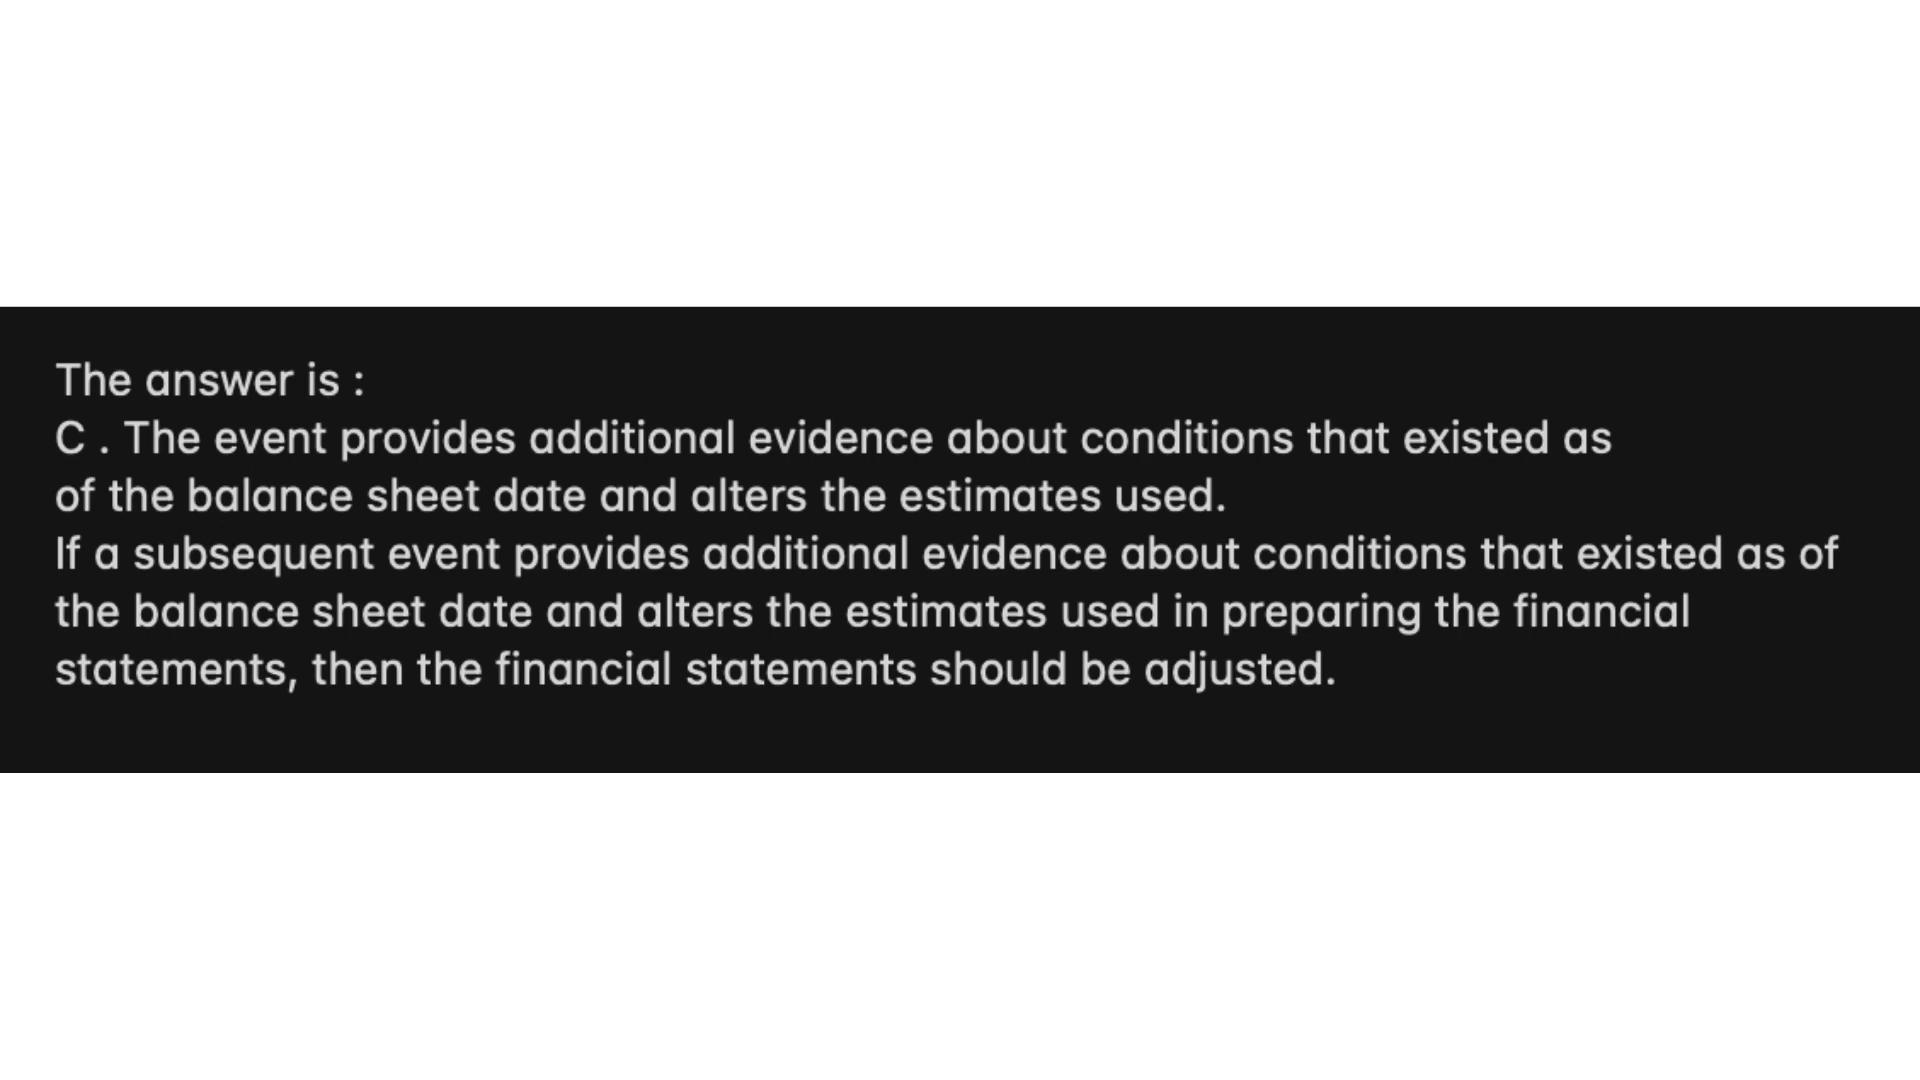 The answer is :
C . The event provides additional evidence about conditions that existed as
of the balance sheet date and alters the estimates used.
If a subsequent event provides additional evidence about conditions that existed as of
the balance sheet date and alters the estimates used in preparing the financial
statements, then the financial statements should be adjusted.